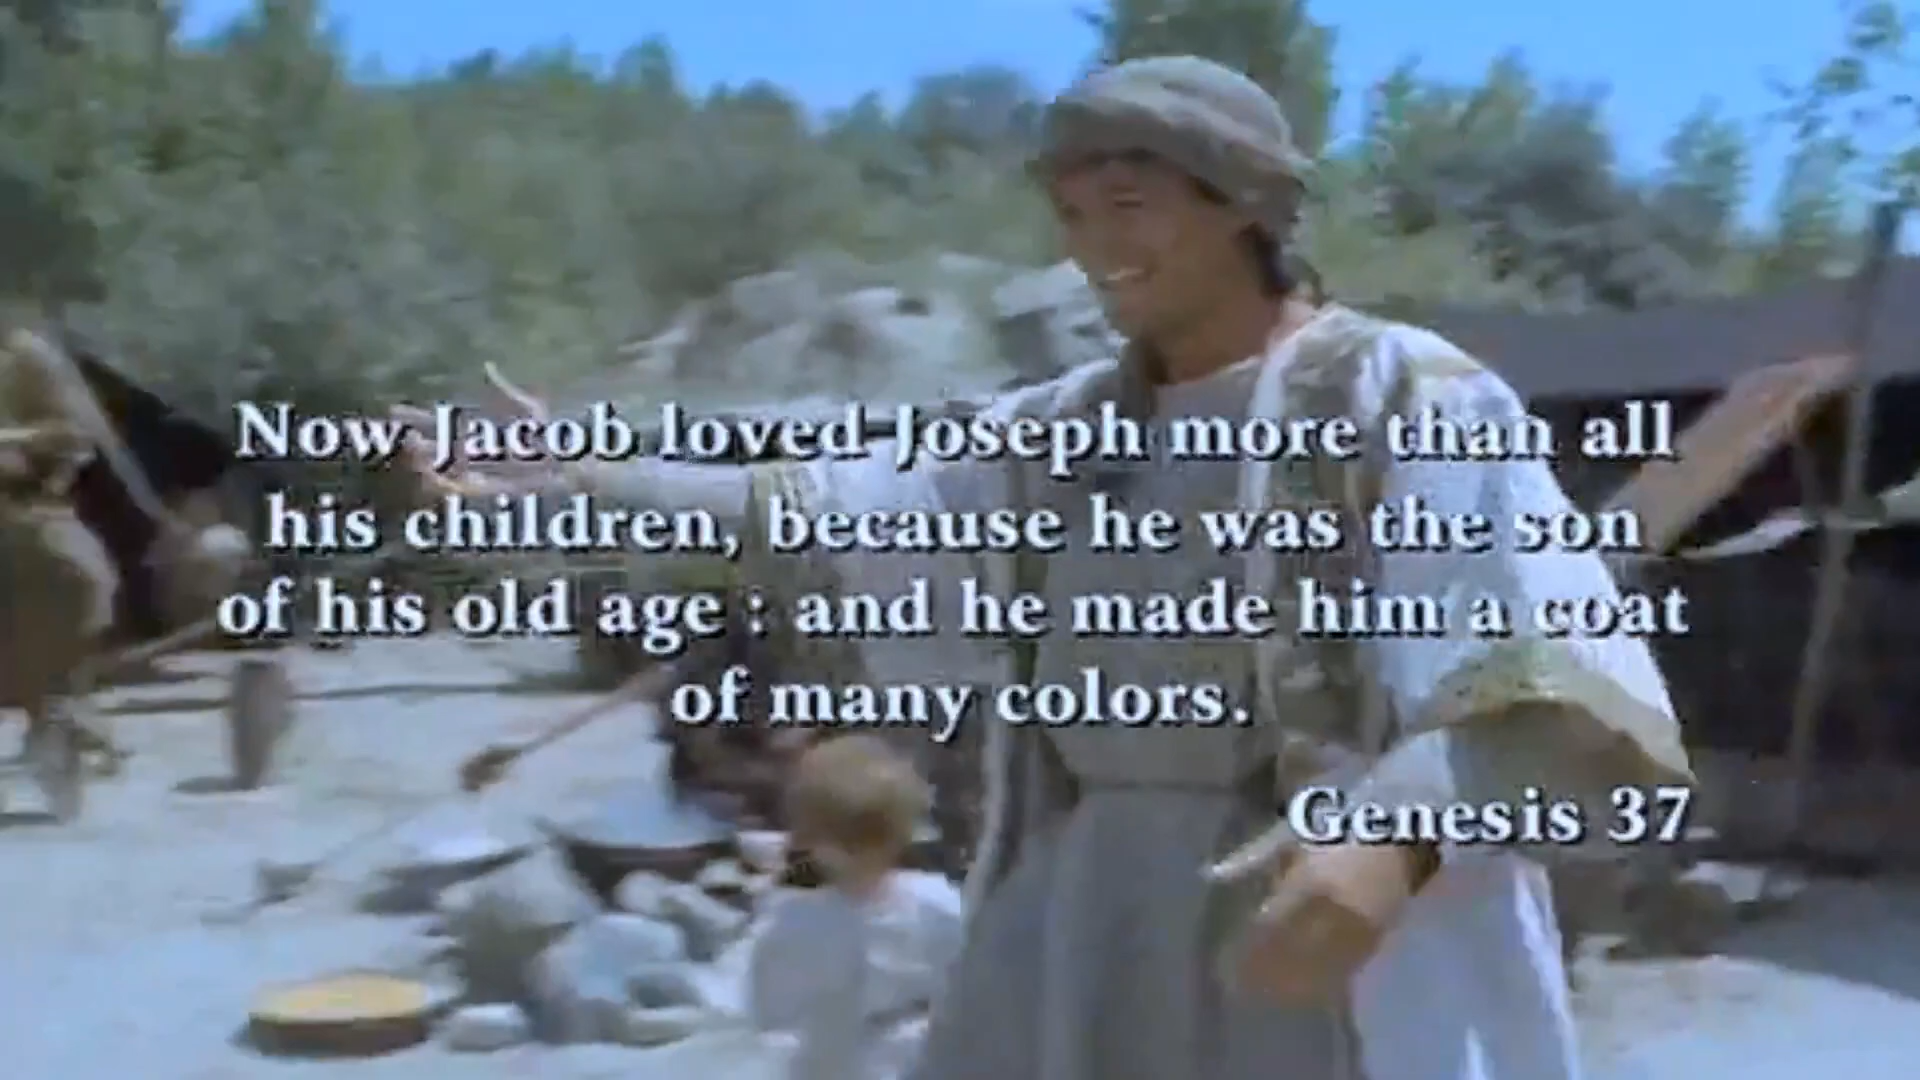 Now Jacob loved Joseph more than all
his children, because he was the son
of his old age : and he made him a coat
of many colors.
Genesis 37